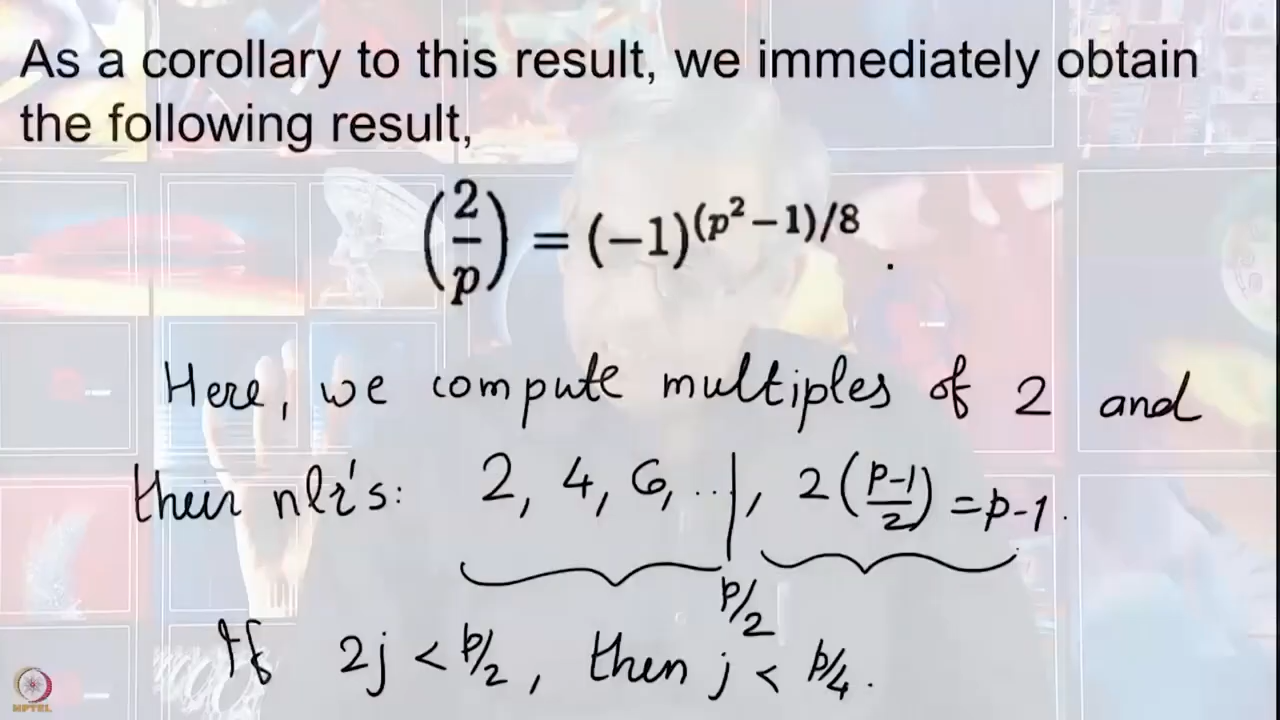 As a corollary to this result, we immediately obtain
the following result,
(2/p) = (−1)^(p²−1)/8 .
Here, we compute multiples of 2 and
their nlr's: 2, 4, 6, ..|, 2(p-1/2) = p-1.
p/2
If 2j < p/2, then j < p/4.
NPTEL